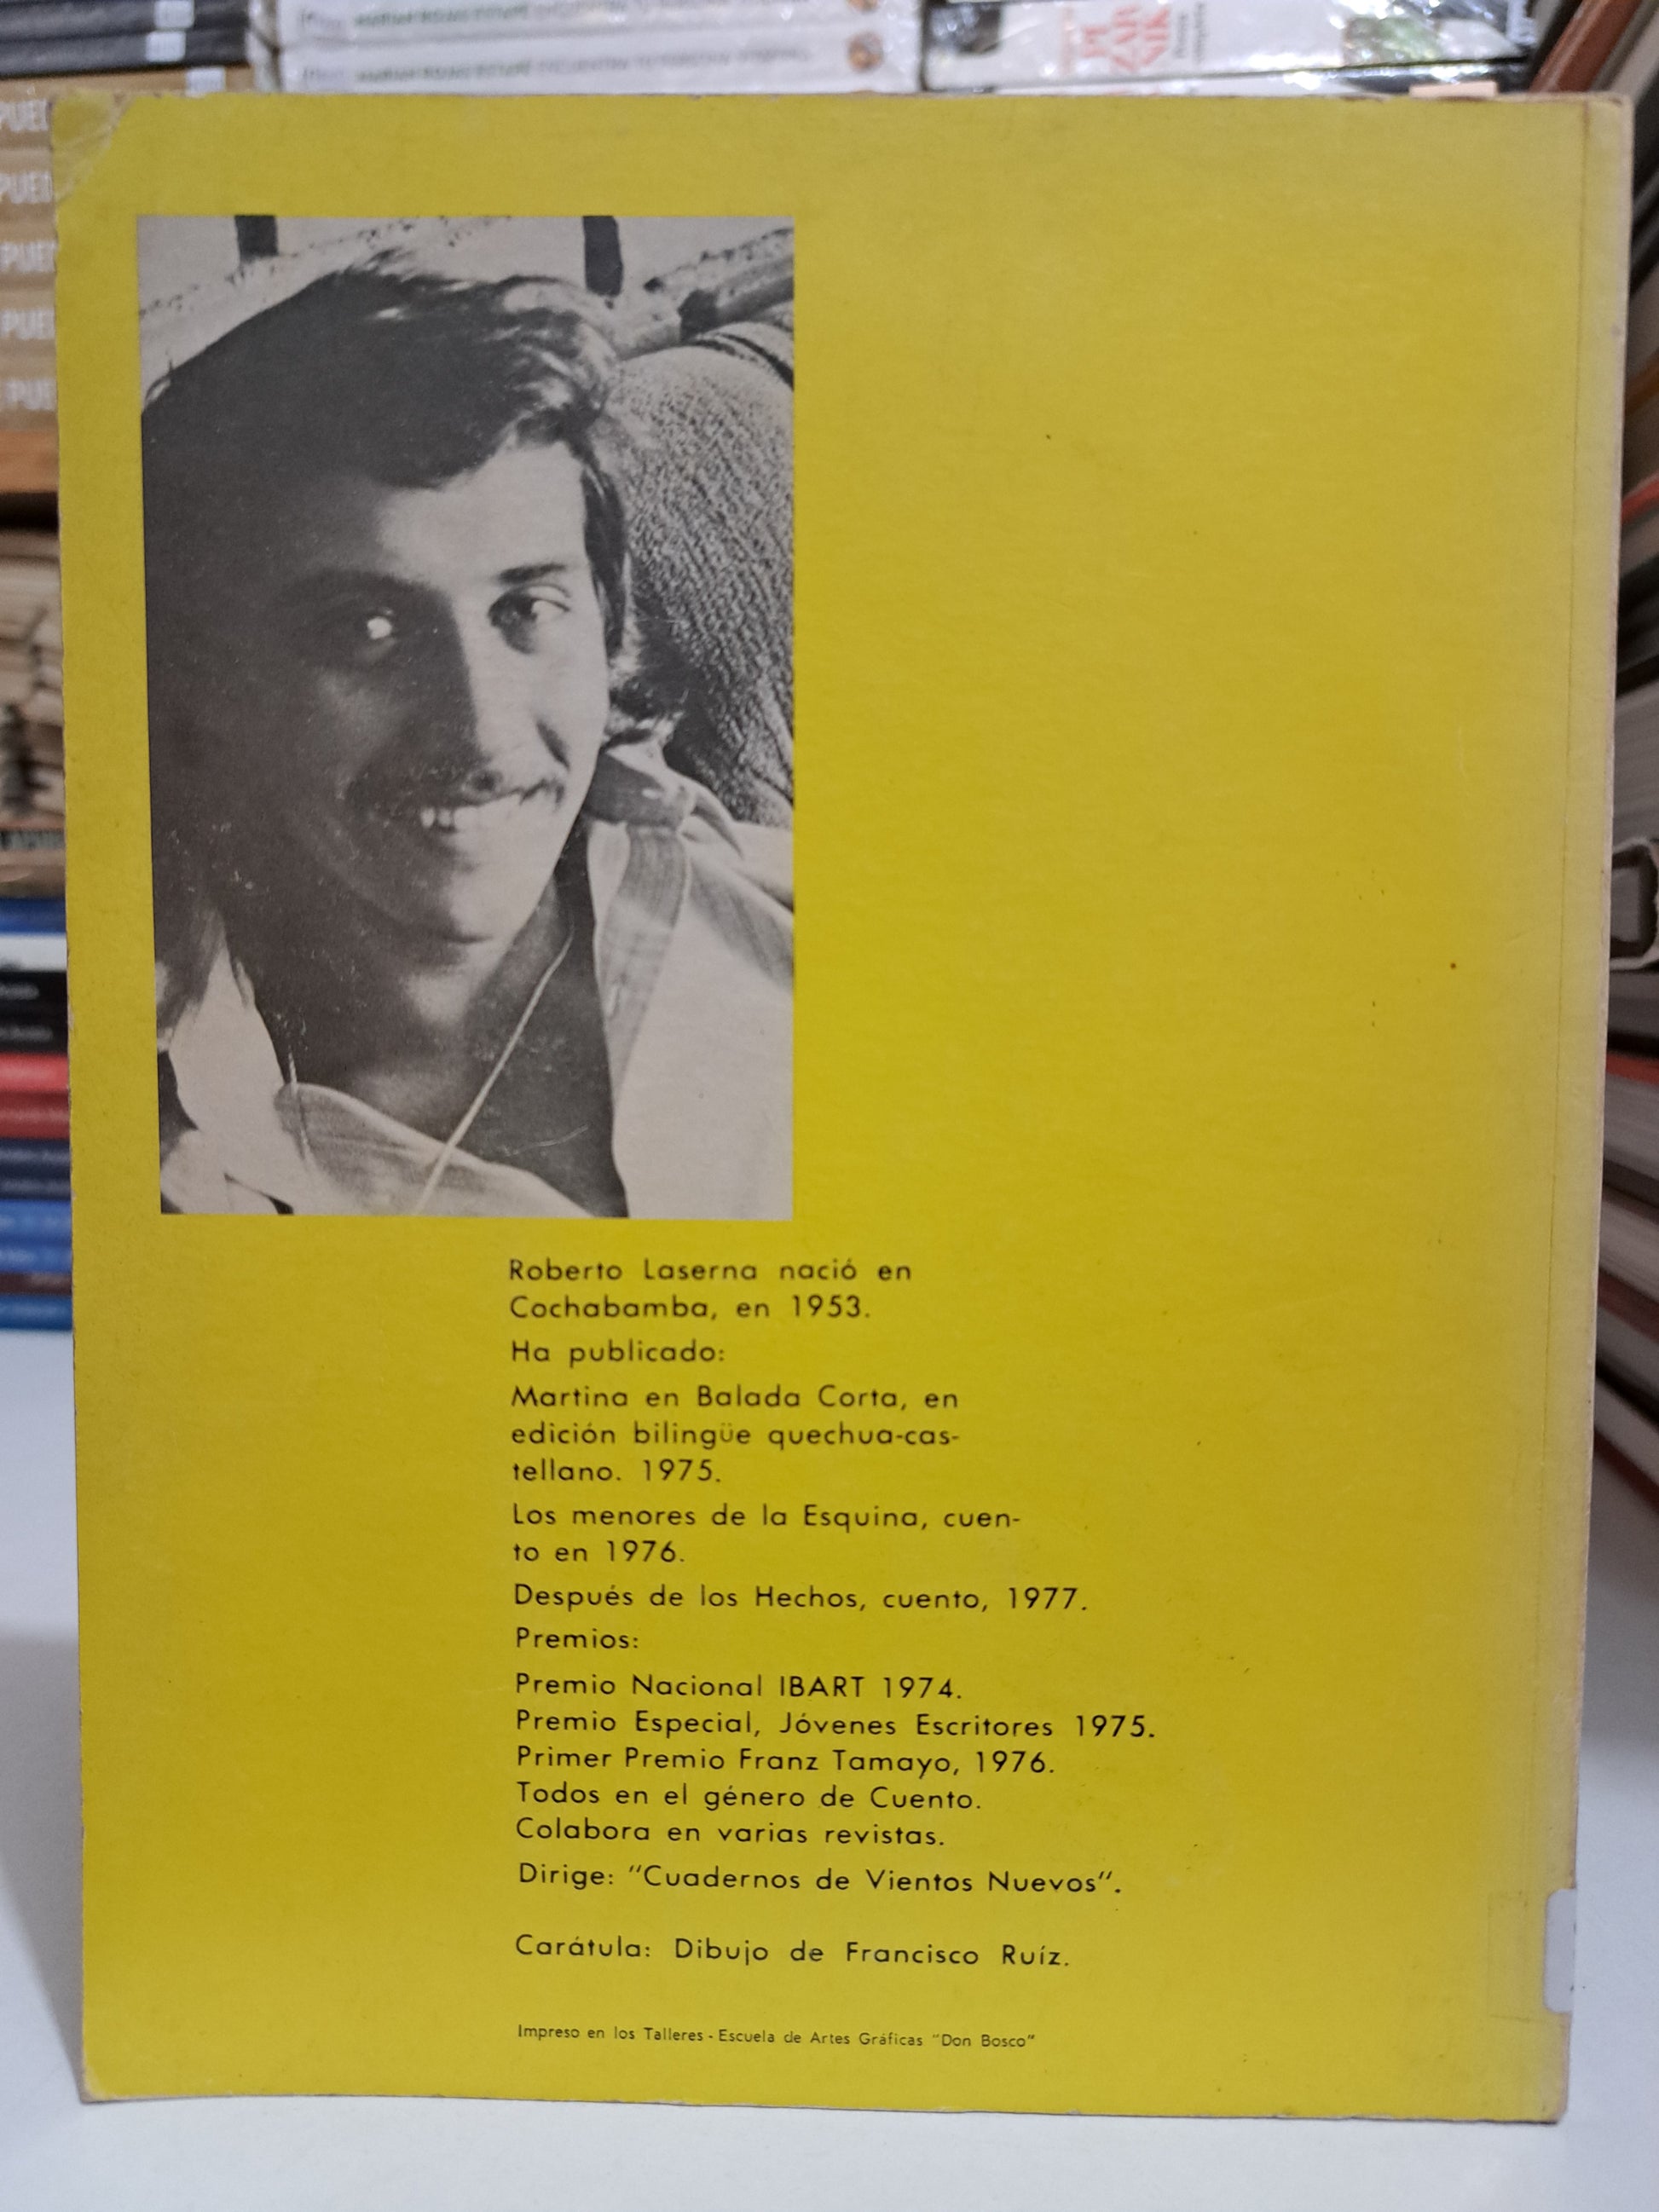 Roberto Laserna nació en
Cochabamba, en 1953.
Ha publicado:
Martina en Balada Corta, en
edición bilingüe quechua-cas-
tellano. 1975.
Los menores de la Esquina, cuen-
to en 1976.
Después de los Hechos, cuento, 1977.
Premios:
Premio Nacional IBART 1974.
Premio Especial, Jóvenes Escritores 1975.
Primer Premio Franz Tamayo, 1976.
Todos en el género de Cuento.
Colabora en varias revistas.
Dirige: "Cuadernos de Vientos Nuevos".
Carátula: Dibujo de Francisco Ruíz.
Impreso en los Talleres - Escuela de Artes Gráficas "Don Bosco"